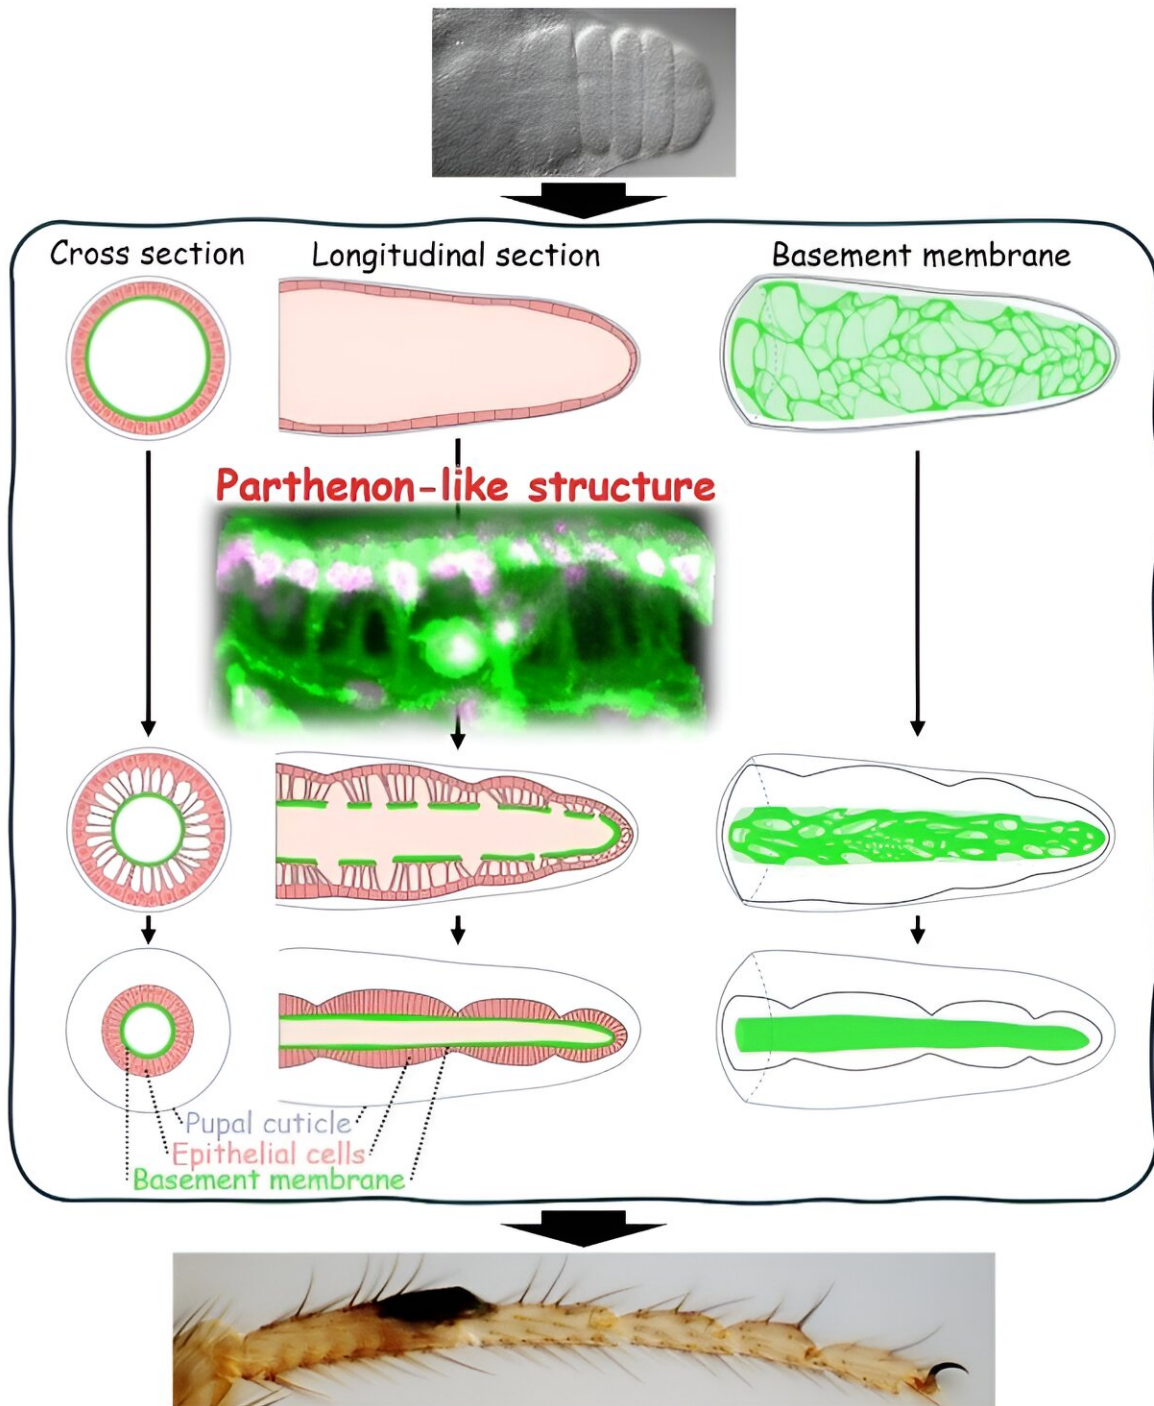 Cross section
Longitudinal section
Basement membrane
Parthenon-like structure
Pupal cuticle
Epithelial cells
Basement membrane